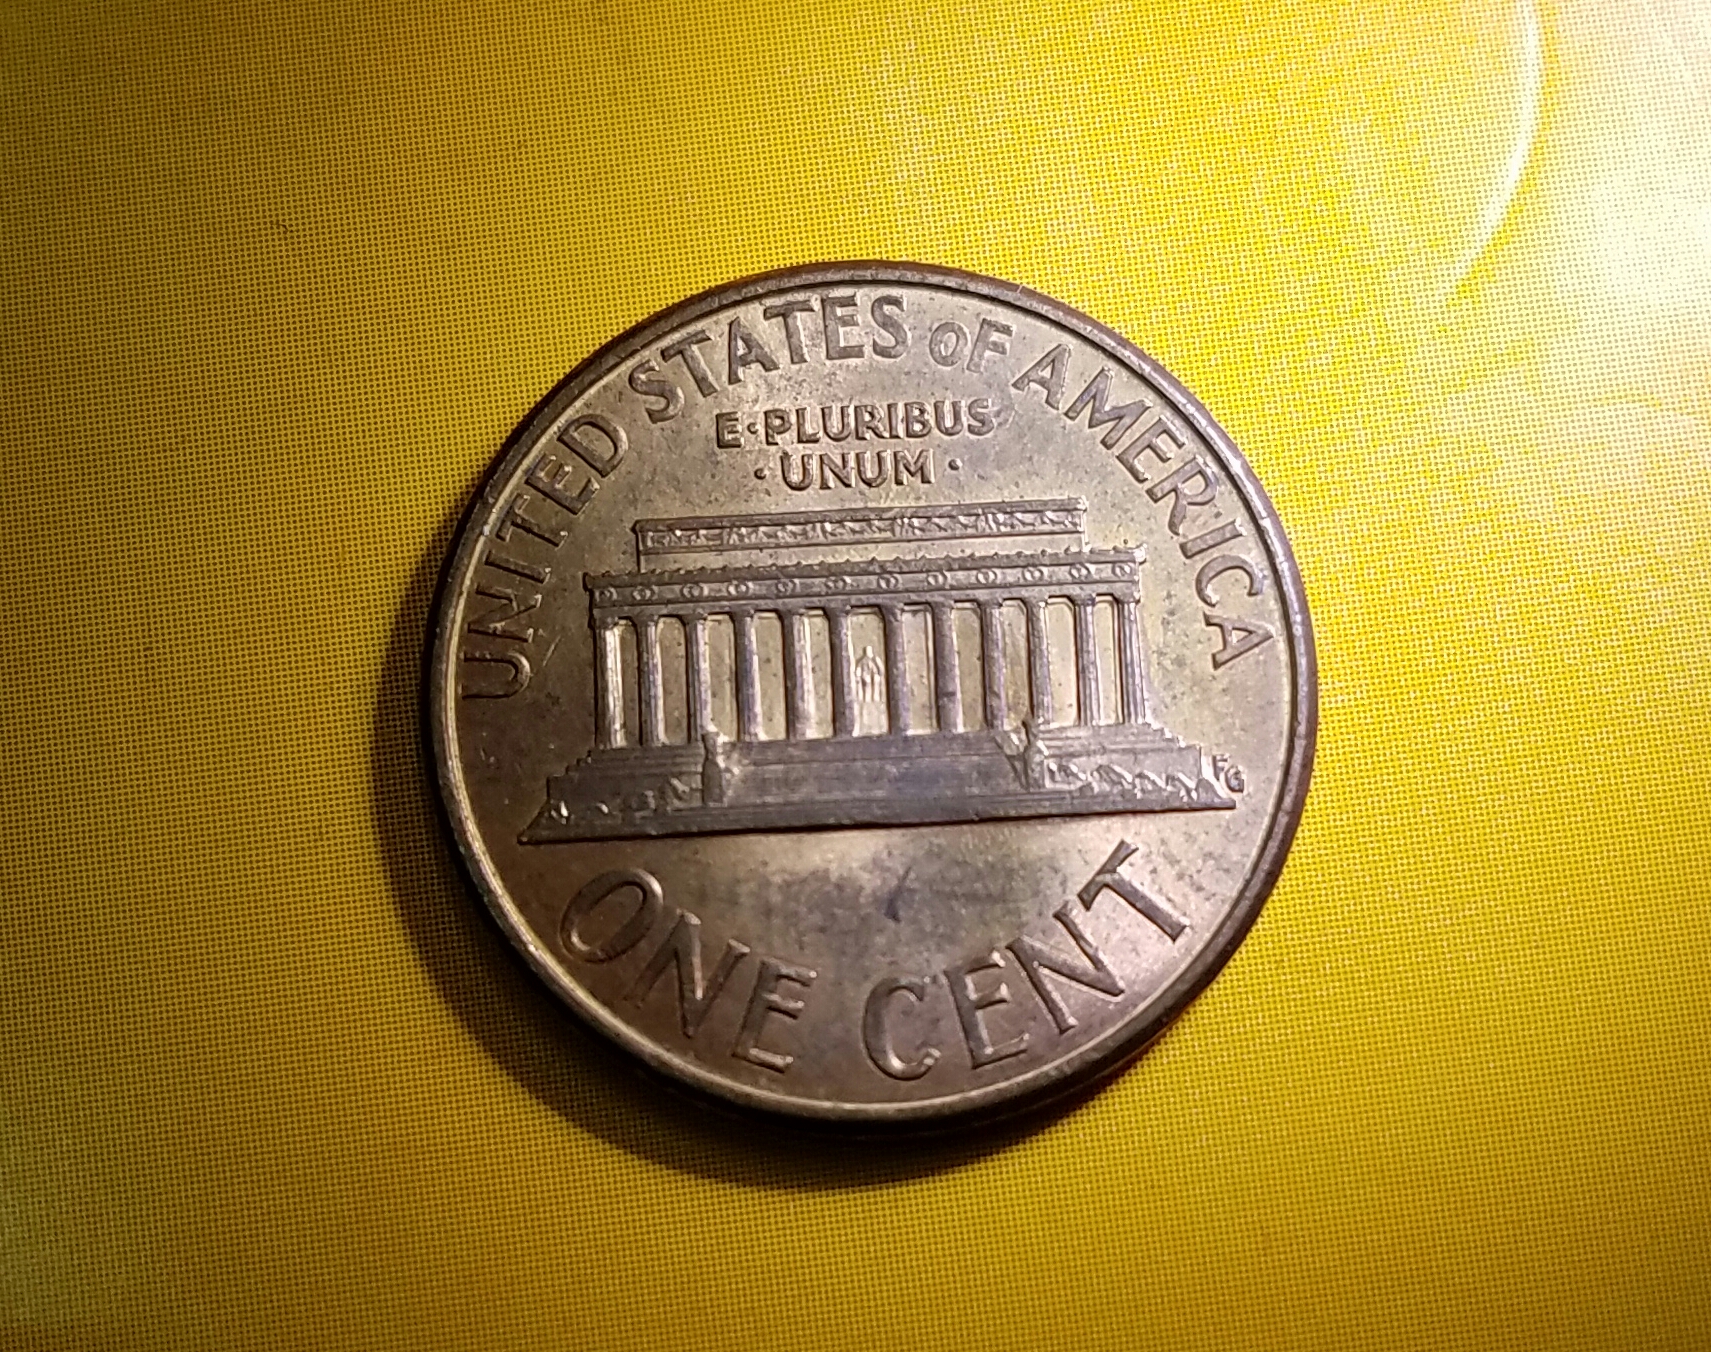 UNITED STATES OF AMERICA
E·PLURIBUS
·UNUM·
FG
ONE CENT